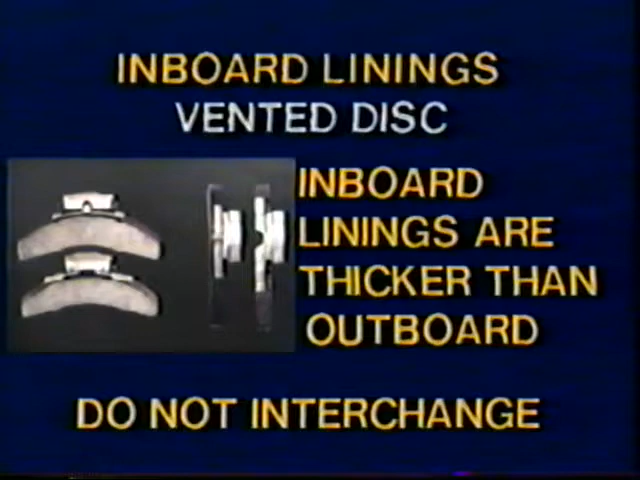 INBOARD LININGS
VENTED DISC
INBOARD
LININGS ARE
THICKER THAN
OUTBOARD
DO NOT INTERCHANGE